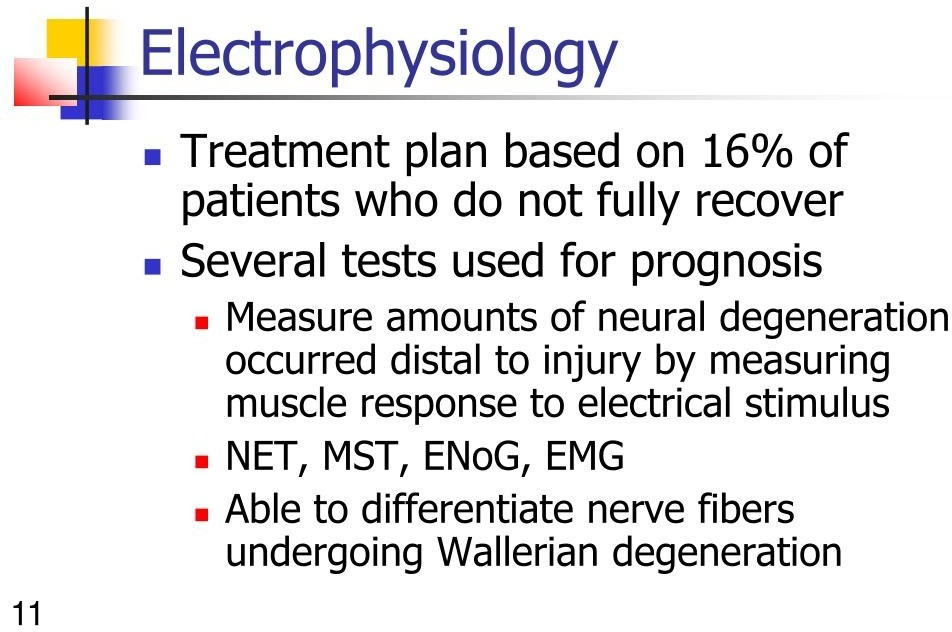 Electrophysiology
Treatment plan based on 16% of
patients who do not fully recover
Several tests used for prognosis
Measure amounts of neural degeneration
occurred distal to injury by measuring
muscle response to electrical stimulus
NET, MST, ENoG, EMG
Able to differentiate nerve fibers
undergoing Wallerian degeneration
11